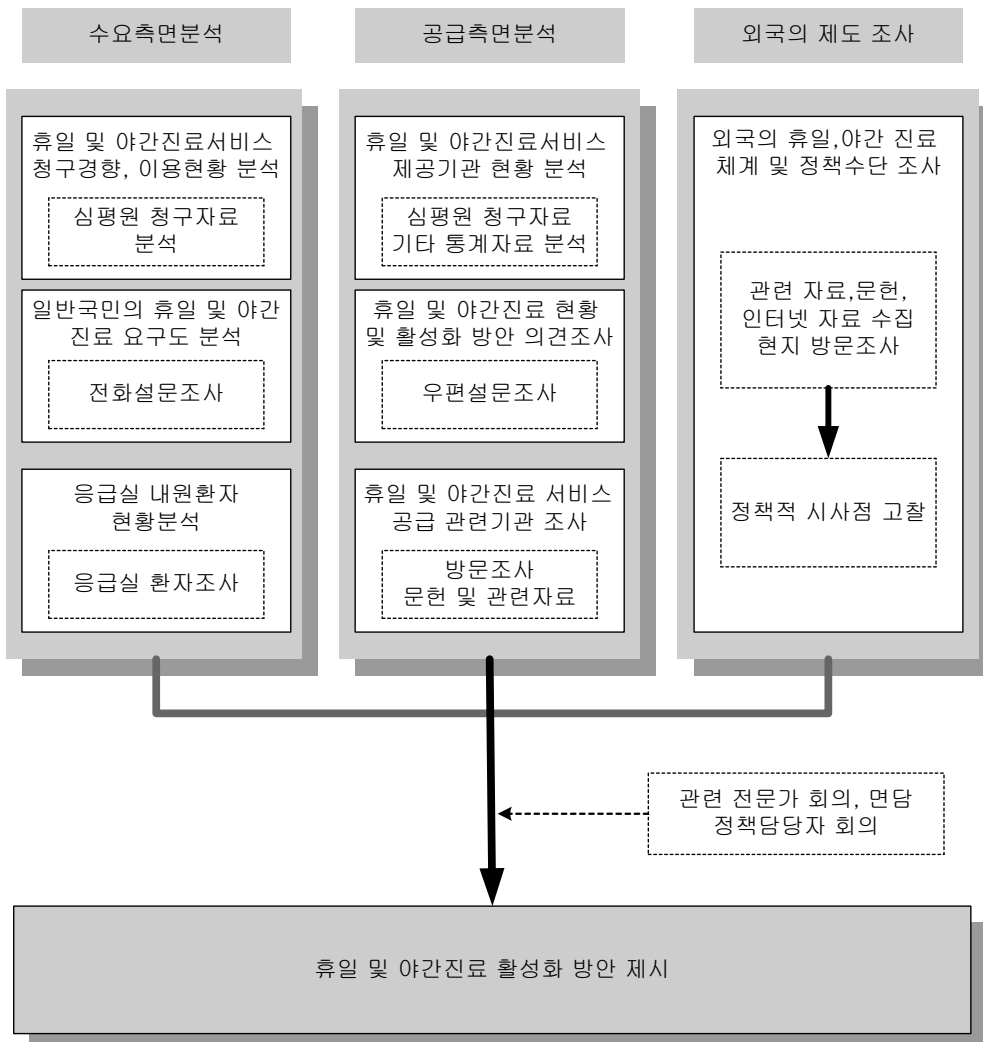 수요측면분석
휴일 및 야간진료서비스
청구경향, 이용현황 분석
심평원 청구자료
분석
일반국민의 휴일 및 야간
진료 요구도 분석
전화설문조사
응급실 내원환자
현황분석
응급실 환자조사
공급측면분석
휴일 및 야간진료서비스
제공기관 현황 분석
심평원 청구자료
기타 통계자료 분석
휴일 및 야간진료 현황
및 활성화 방안 의견조사
우편설문조사
휴일 및 야간진료 서비스
공급 관련기관 조사
방문조사
문헌 및 관련자료
외국의 제도 조사
외국의 휴일,야간 진료
체계 및 정책수단 조사
관련 자료,문헌,
인터넷 자료 수집
현지 방문조사
정책적 시사점 고찰
관련 전문가 회의, 면담
정책담당자 회의
휴일 및 야간진료 활성화 방안 제시